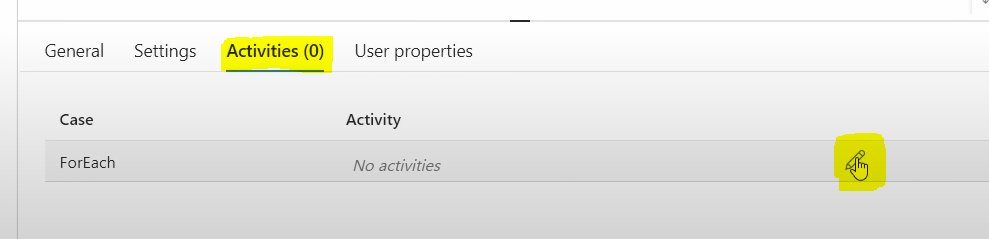 General Settings Activities (0) User properties
Case Activity
ForEach No activities